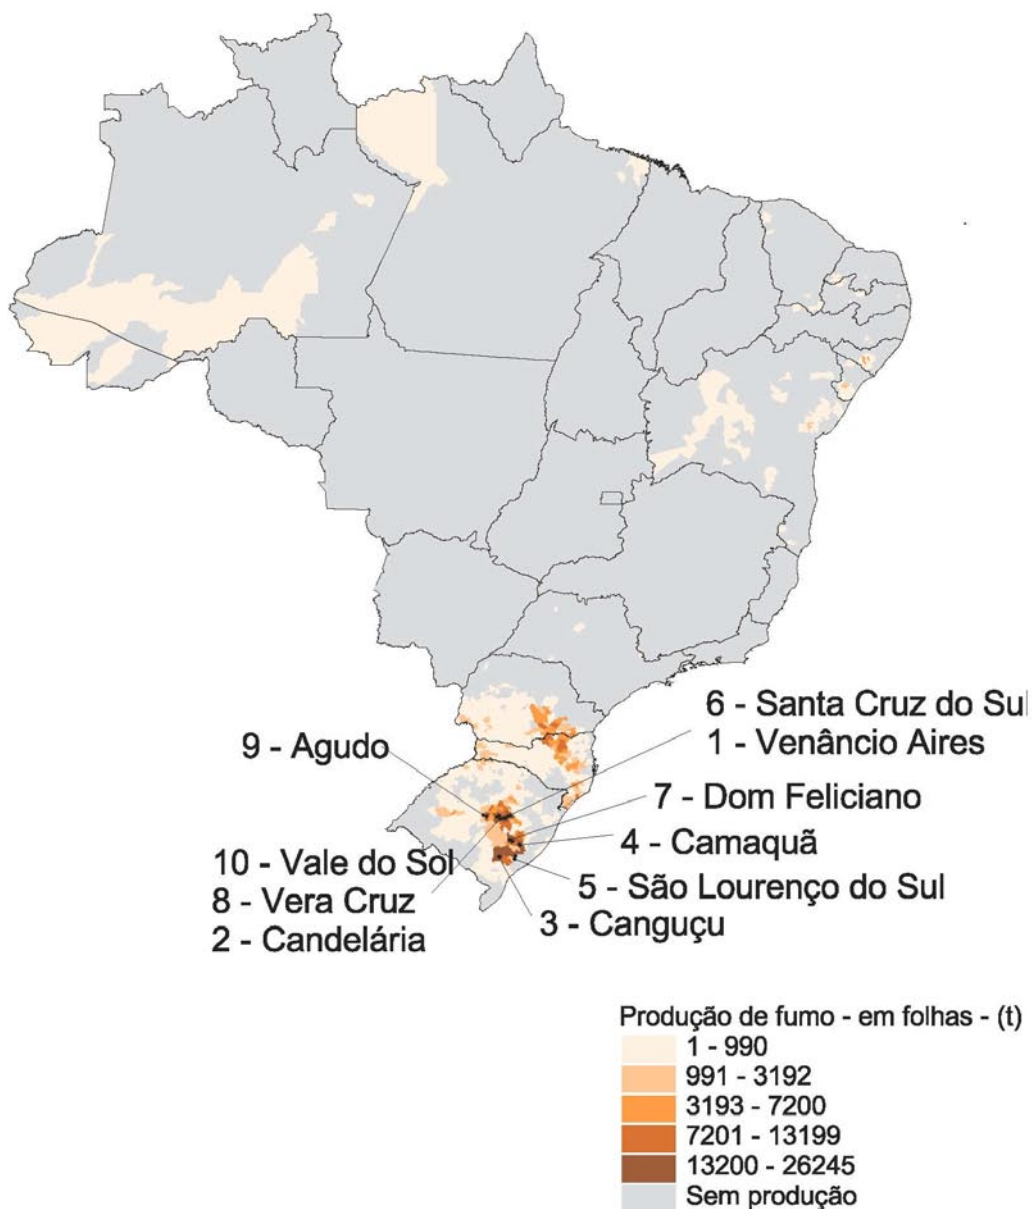 6 - Santa Cruz do Sul
1 - Venâncio Aires
9 - Agudo
7 - Dom Feliciano
4 - Camaquã
10 - Vale do Sol
5 - São Lourenço do Sul
8 - Vera Cruz
3 - Canguçu
2 - Candelária
Produção de fumo - em folhas - (t)
1 - 990
991 - 3192
3193 - 7200
7201 - 13199
13200 - 26245
Sem produção